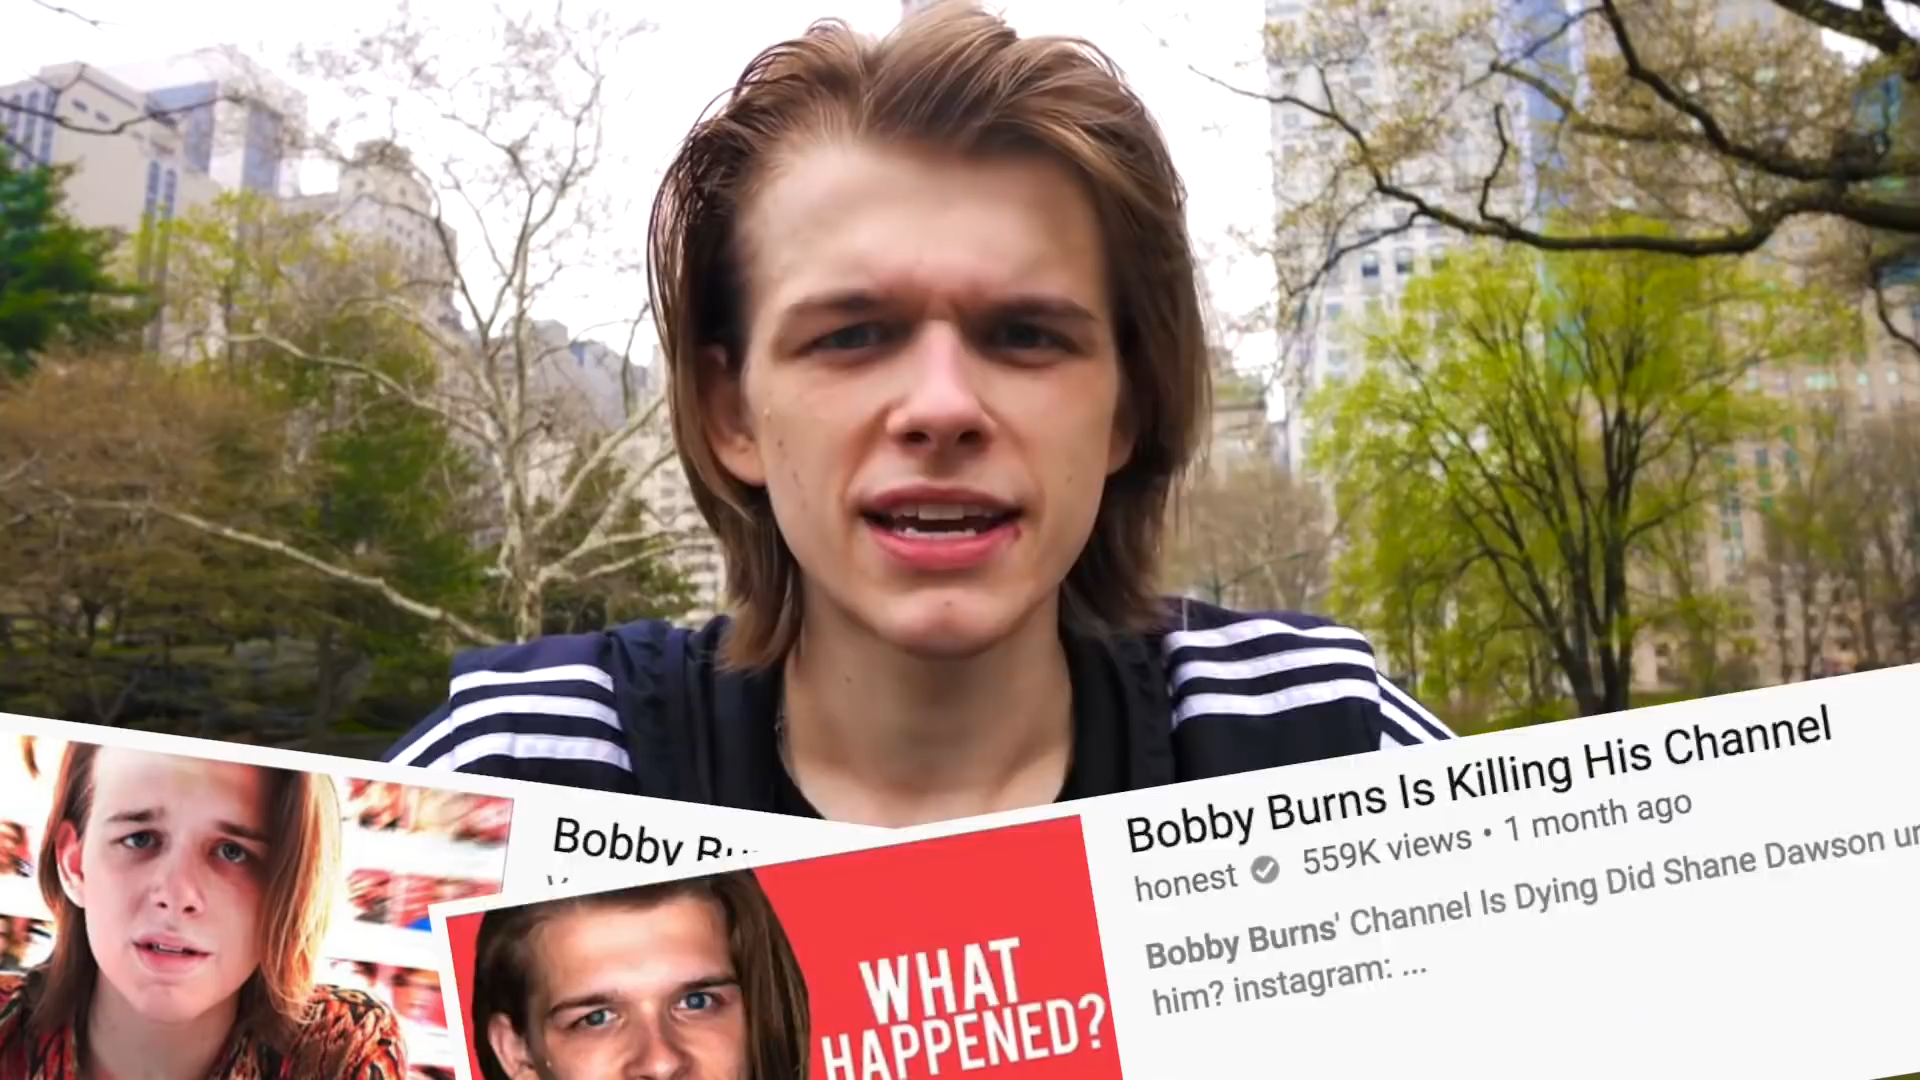 Bobby
Bobby Burns Is Killing His Channel
honest 559K views • 1 month ago
Bobby Burns' Channel Is Dying Did Shane Dawson
him? instagram: ...
WHAT
HAPPENED?